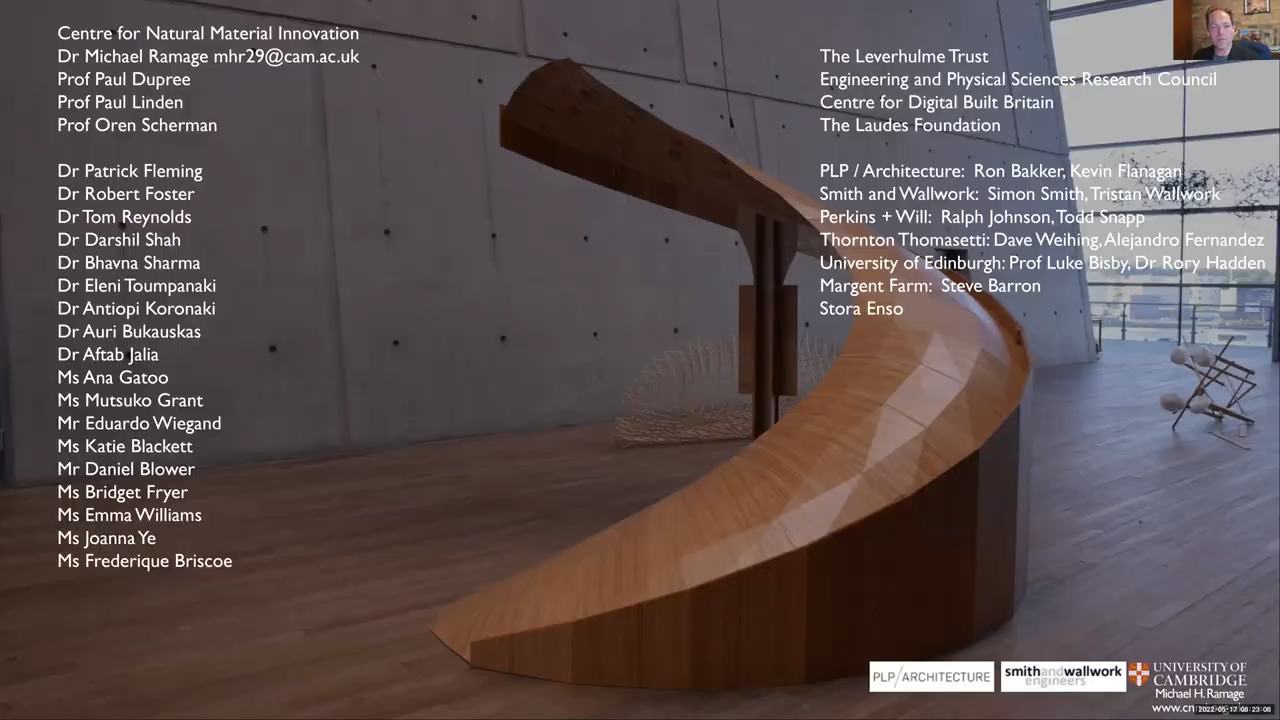 Centre for Natural Material Innovation
Dr Michael Ramage mhr29@cam.ac.uk
Prof Paul Dupree
Prof Paul Linden
Prof Oren Scherman
Dr Patrick Fleming
Dr Robert Foster
Dr Tom Reynolds
Dr Darshil Shah
Dr Bhavna Sharma
Dr Eleni Toumpanaki
Dr Antiopi Koronaki
Dr Auri Bukauskas
Dr Aftab Jalia
Ms Ana Gatoo
Ms Mutsuko Grant
Mr Eduardo Wiegand
Ms Katie Blackett
Mr Daniel Blower
Ms Bridget Fryer
Ms Emma Williams
Ms Joanna Ye
Ms Frederique Briscoe
The Leverhulme Trust
Engineering and Physical Sciences Research Council
Centre for Digital Built Britain
The Laudes Foundation
PLP / Architecture: Ron Bakker, Kevin Flanagan
Smith and Wallwork: Simon Smith, Tristan Wallwork
Perkins + Will: Ralph Johnson, Todd Snapp
Thornton Thomasetti: Dave Weihing, Alejandro Fernandez
University of Edinburgh: Prof Luke Bisby, Dr Rory Hadden
Margent Farm: Steve Barron
Stora Enso
PLP/ARCHITECTURE
smithandwallwork
engineers
UNIVERSITY OF
CAMBRIDGE
Michael H. Ramage
2022-05-17 08:23:08